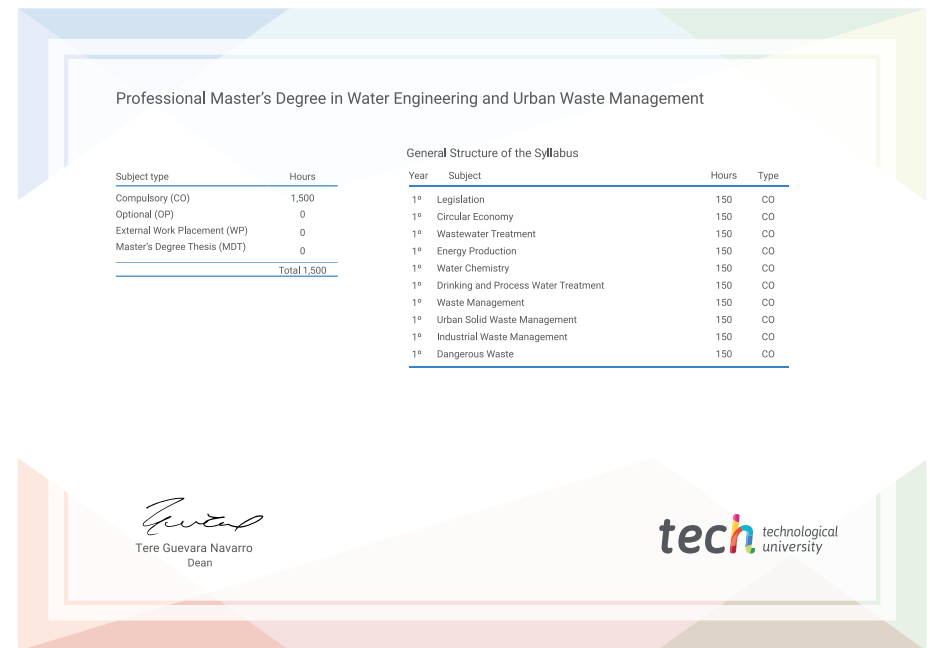 Professional Master's Degree in Water Engineering and Urban Waste Management
Subject type Hours
Compulsory (CO) 1,500
Optional (OP) 0
External Work Placement (WP) 0
Master's Degree Thesis (MDT) 0
Total 1,500
General Structure of the Syllabus
Year Subject Hours Type
1º Legislation 150 CO
1º Circular Economy 150 CO
1º Wastewater Treatment 150 CO
1º Energy Production 150 CO
1º Water Chemistry 150 CO
1º Drinking and Process Water Treatment 150 CO
1º Waste Management 150 CO
1º Urban Solid Waste Management 150 CO
1º Industrial Waste Management 150 CO
1º Dangerous Waste 150 CO
Tere Guevara Navarro
Dean
tech technological
university